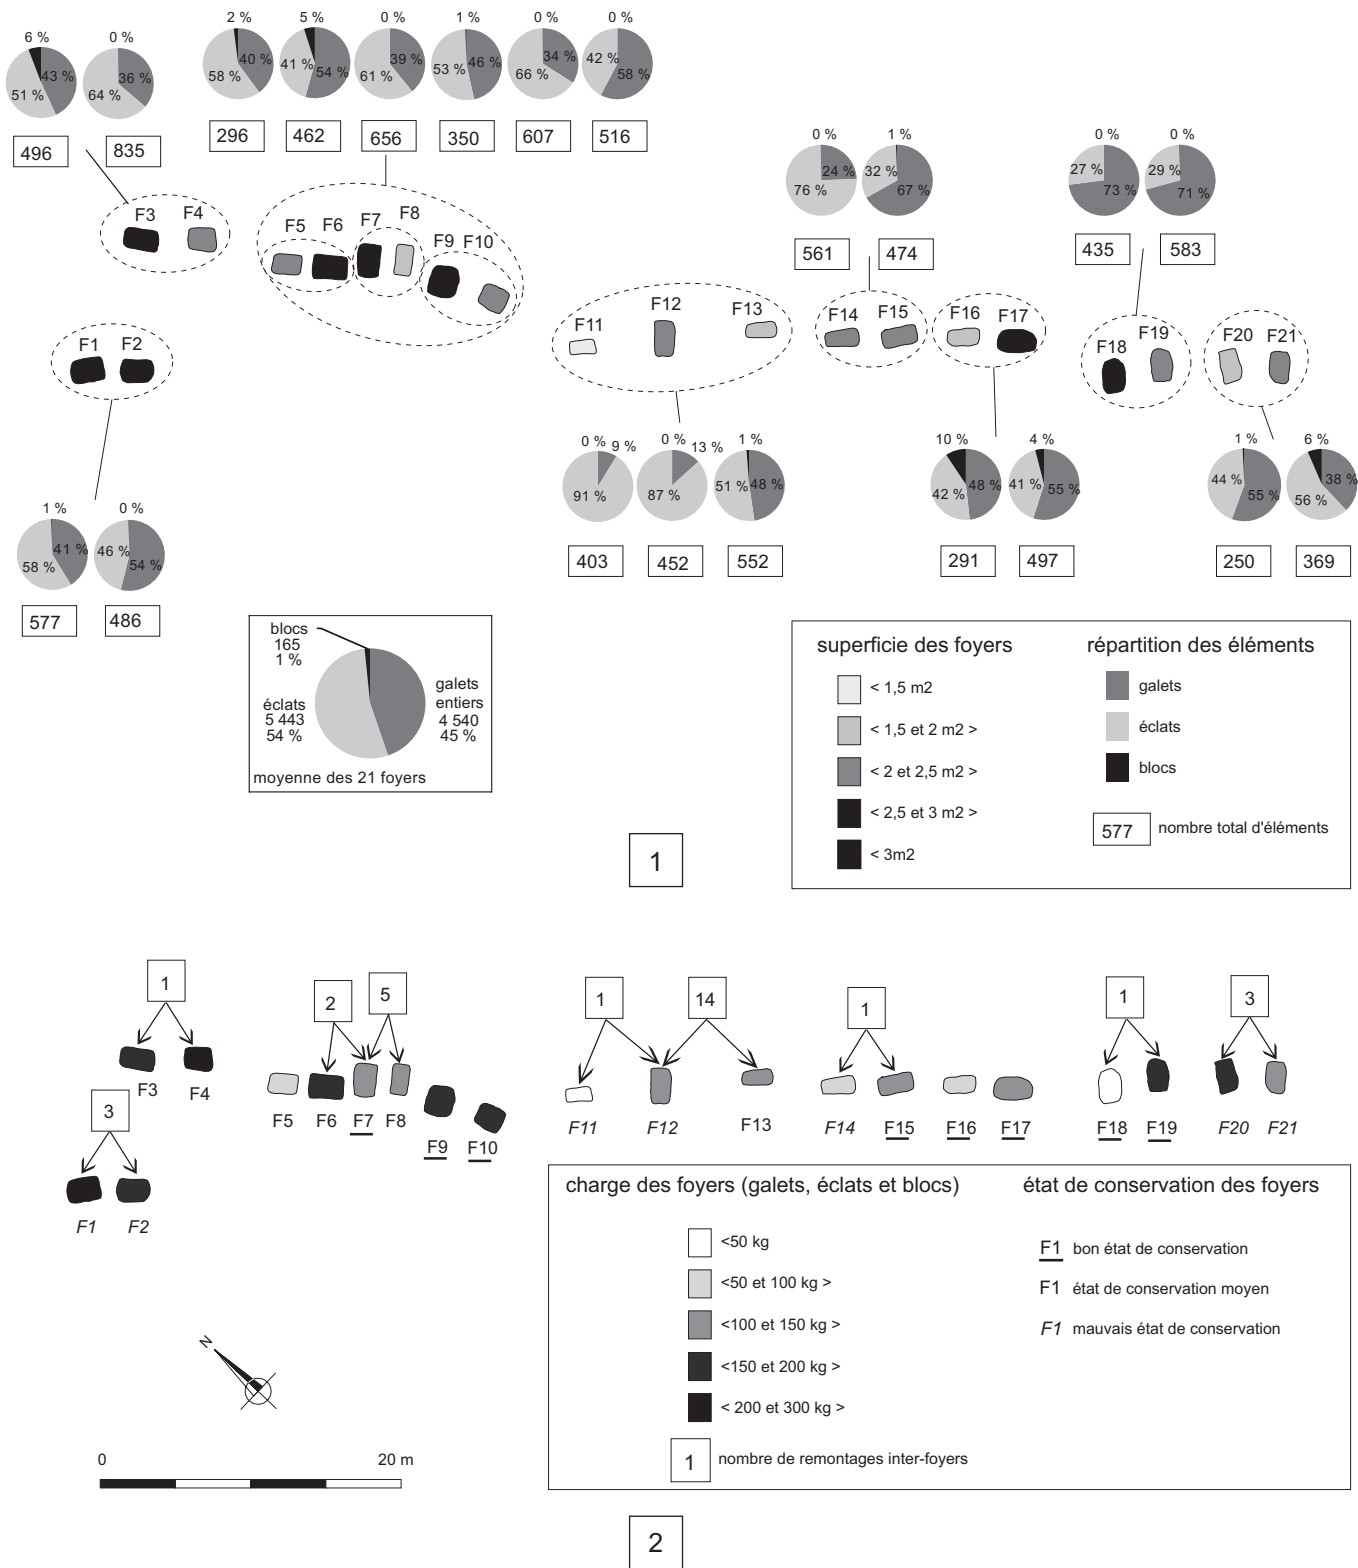 6 % 0 %
43 % 51 % 36 % 64 %
496 835
2 % 5 % 0 % 1 % 0 % 0 %
40 % 58 % 41 % 54 % 39 % 61 % 53 % 46 % 34 % 66 % 42 % 58 %
296 462 656 350 607 516
0 % 1 %
24 % 76 % 32 % 67 %
561 474
0 % 0 %
27 % 73 % 29 % 71 %
435 583
F3 F4
F5 F6 F7 F8 F9 F10
F11 F12 F13
F14 F15
F16 F17
F18 F19
F20 F21
F1 F2
0 % 9 % 0 % 13 % 1 %
91 % 87 % 51 % 48 %
403 452 552
10 % 4 %
42 % 48 % 41 % 55 %
291 497
1 % 6 %
44 % 55 % 38 % 56 %
250 369
1 % 0 %
41 % 58 % 46 % 54 %
577 486
blocs
165
1 %
éclats
5 443
54 %
galets
entiers
4 540
45 %
moyenne des 21 foyers
superficie des foyers
< 1,5 m2
< 1,5 et 2 m2 >
< 2 et 2,5 m2 >
< 2,5 et 3 m2 >
< 3m2
répartition des éléments
galets
éclats
blocs
577 nombre total d'éléments
1
1
F3 F4
3
F1 F2
2 5
F5 F6 F7 F8
F9 F10
1 14
F11 F12 F13
1
F14 F15 F16 F17
1 3
F18 F19 F20 F21
charge des foyers (galets, éclats et blocs)
<50 kg
<50 et 100 kg >
<100 et 150 kg >
<150 et 200 kg >
< 200 et 300 kg >
1 nombre de remontages inter-foyers
état de conservation des foyers
F1 bon état de conservation
F1 état de conservation moyen
F1 mauvais état de conservation
N
0 20 m
2